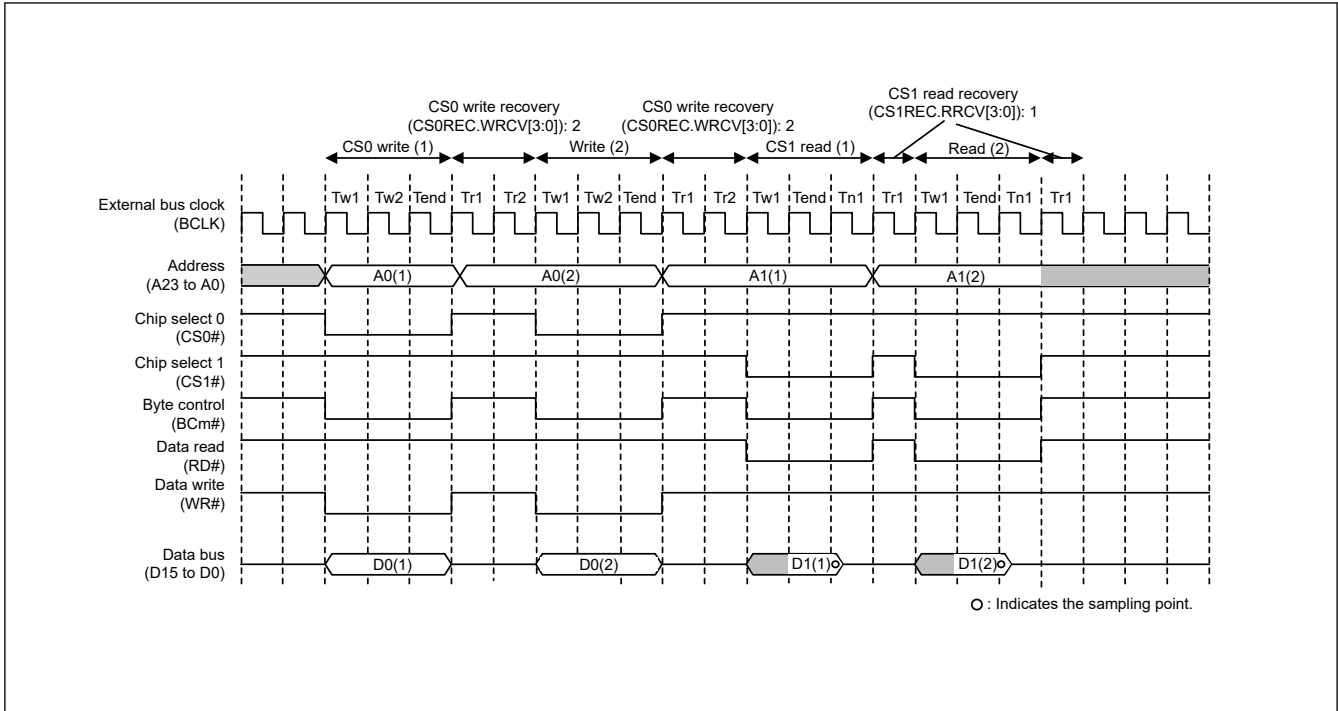 CS1 read recovery
(CS1REC.RRCV[3:0]): 1
CS0 write recovery
(CS0REC.WRCV[3:0]): 2
CS0 write recovery
(CS0REC.WRCV[3:0]): 2
CS0 write (1)
Write (2)
CS1 read (1)
Read (2)
Tw1 Tw2 Tend Tr1 Tr2 Tw1 Tw2 Tend Tr1 Tr2 Tw1 Tend Tn1 Tr1 Tw1 Tend Tn1 Tr1
External bus clock
(BCLK)
Address
(A23 to A0)
A0(1) A0(2) A1(1) A1(2)
Chip select 0
(CS0#)
Chip select 1
(CS1#)
Byte control
(BCm#)
Data read
(RD#)
Data write
(WR#)
Data bus
(D15 to D0)
D0(1) D0(2) D1(1) D1(2)
: Indicates the sampling point.